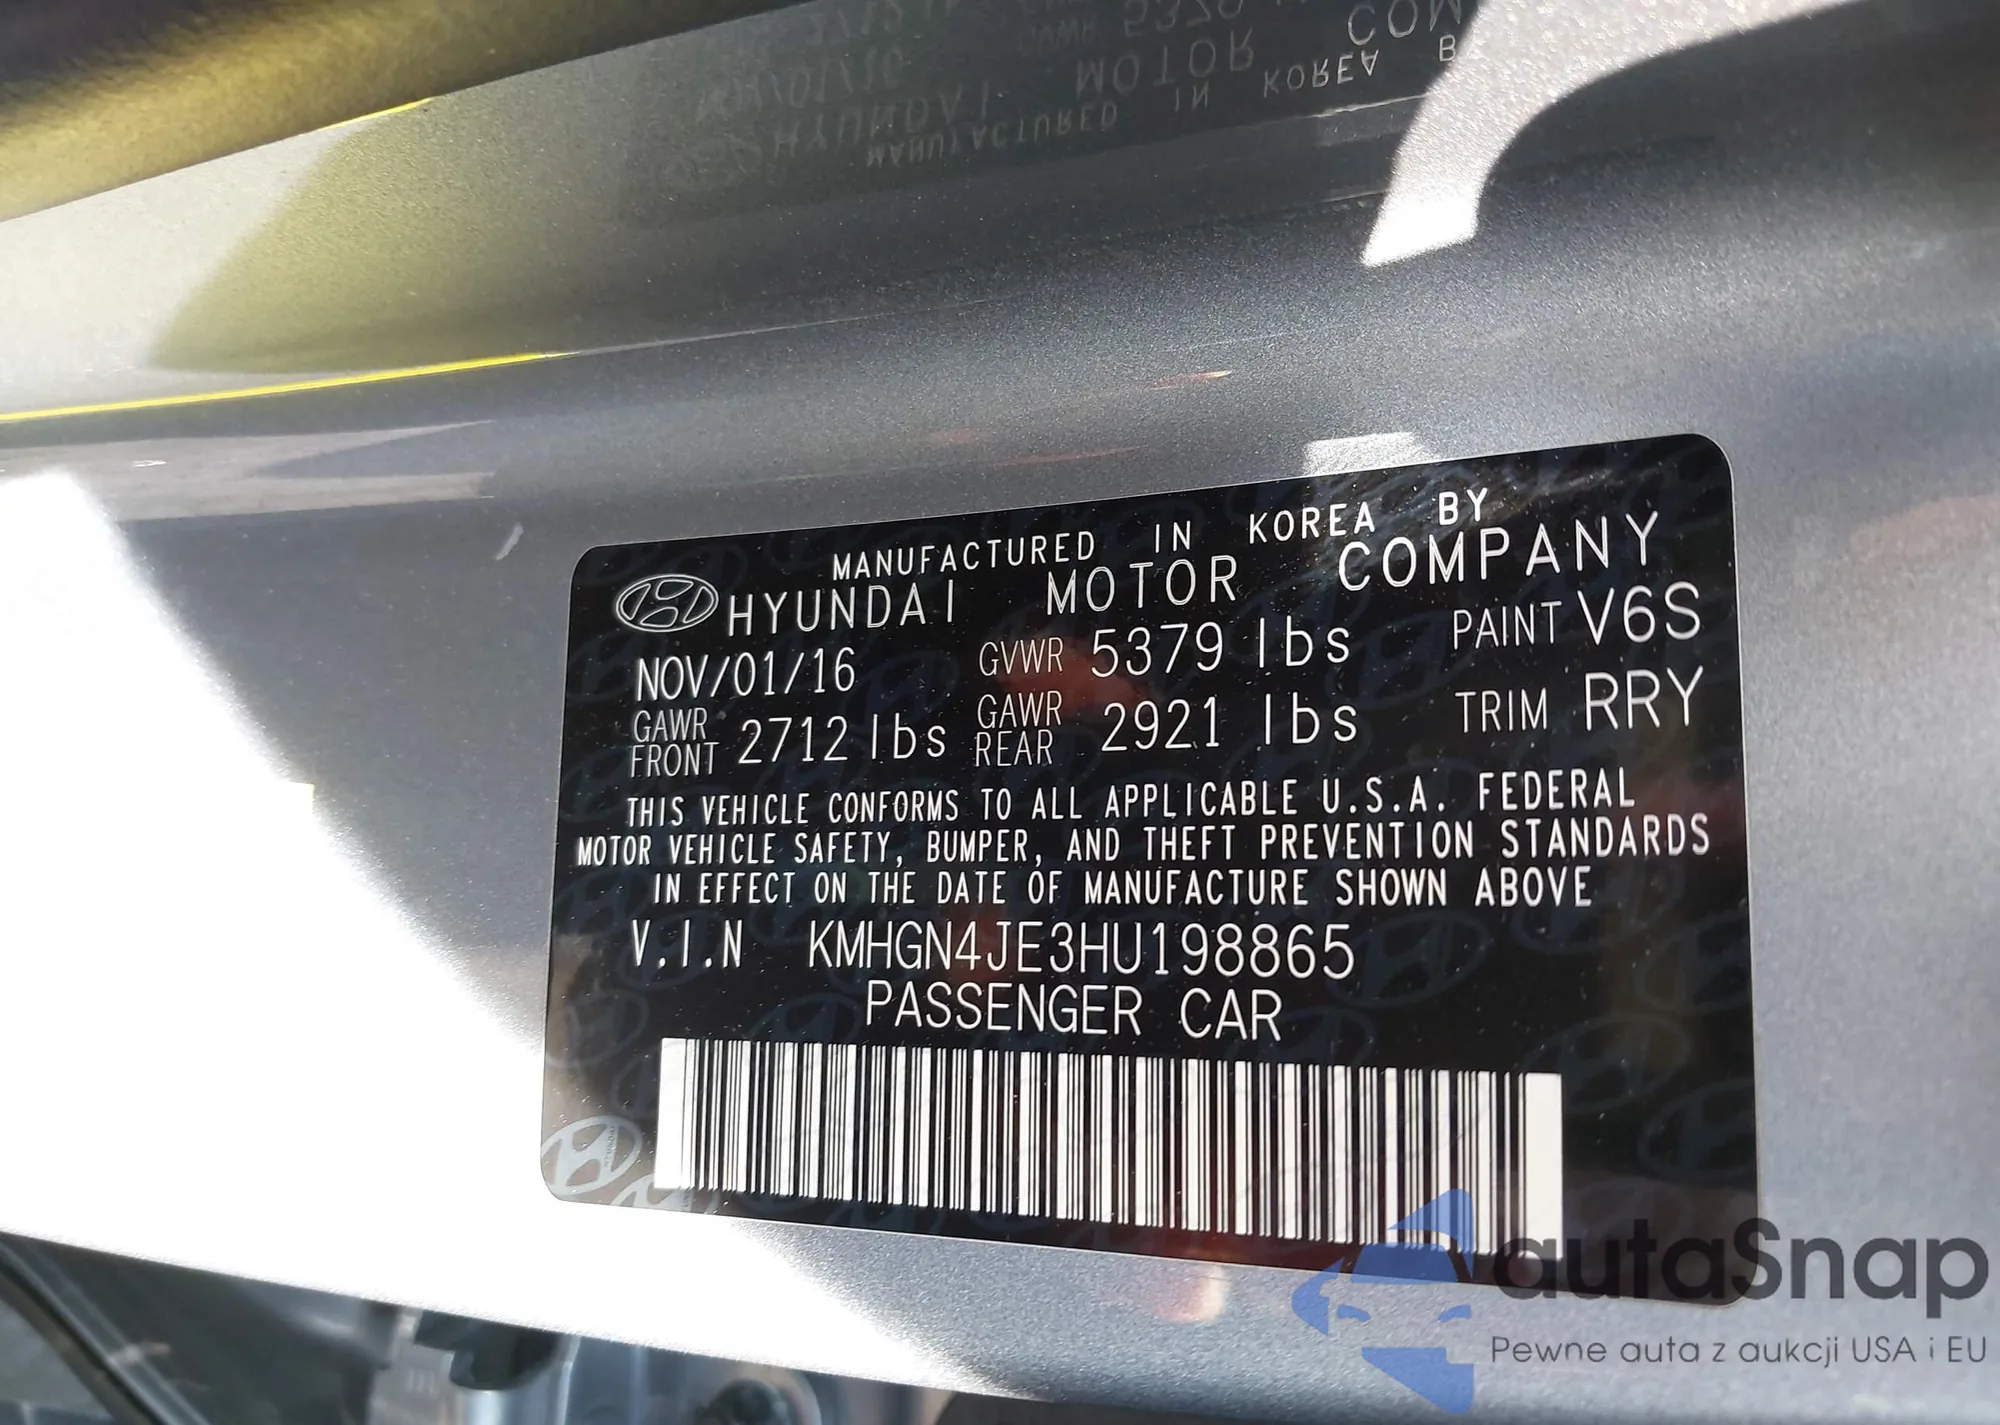 MANUFACTURED IN KOREA BY
HYUNDAI MOTOR COMPANY
NOV/01/16 GVWR 5379 lbs PAINT V6S
GAWR FRONT 2712 lbs GAWR REAR 2921 lbs TRIM RRY
THIS VEHICLE CONFORMS TO ALL APPLICABLE U.S.A. FEDERAL
MOTOR VEHICLE SAFETY, BUMPER, AND THEFT PREVENTION STANDARDS
IN EFFECT ON THE DATE OF MANUFACTURE SHOWN ABOVE
V.I.N KMHGN4JE3HU198865
PASSENGER CAR
autaSnap
Pewne auta z aukcji USA i EU